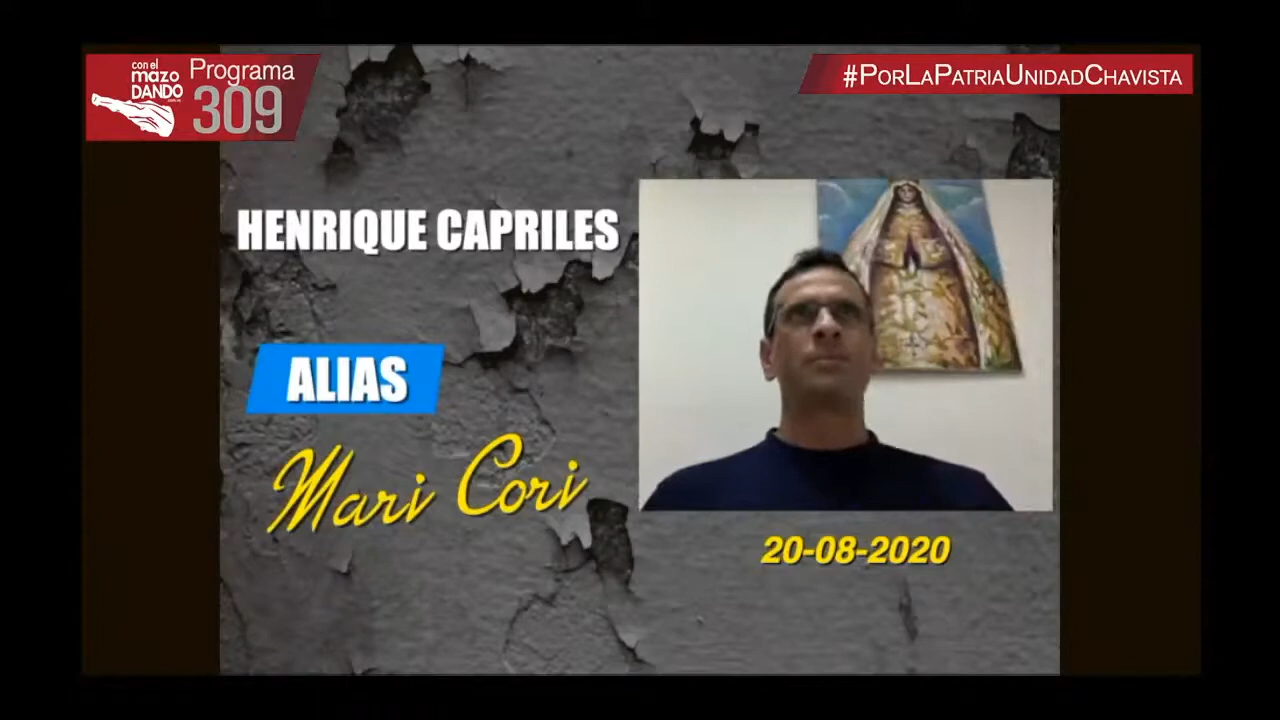 con el
mazo
DANDO
Programa
309
#PORLAPATRIAUNIDADCHAVISTA
HENRIQUE CAPRILES
ALIAS
Mari Cori
20-08-2020